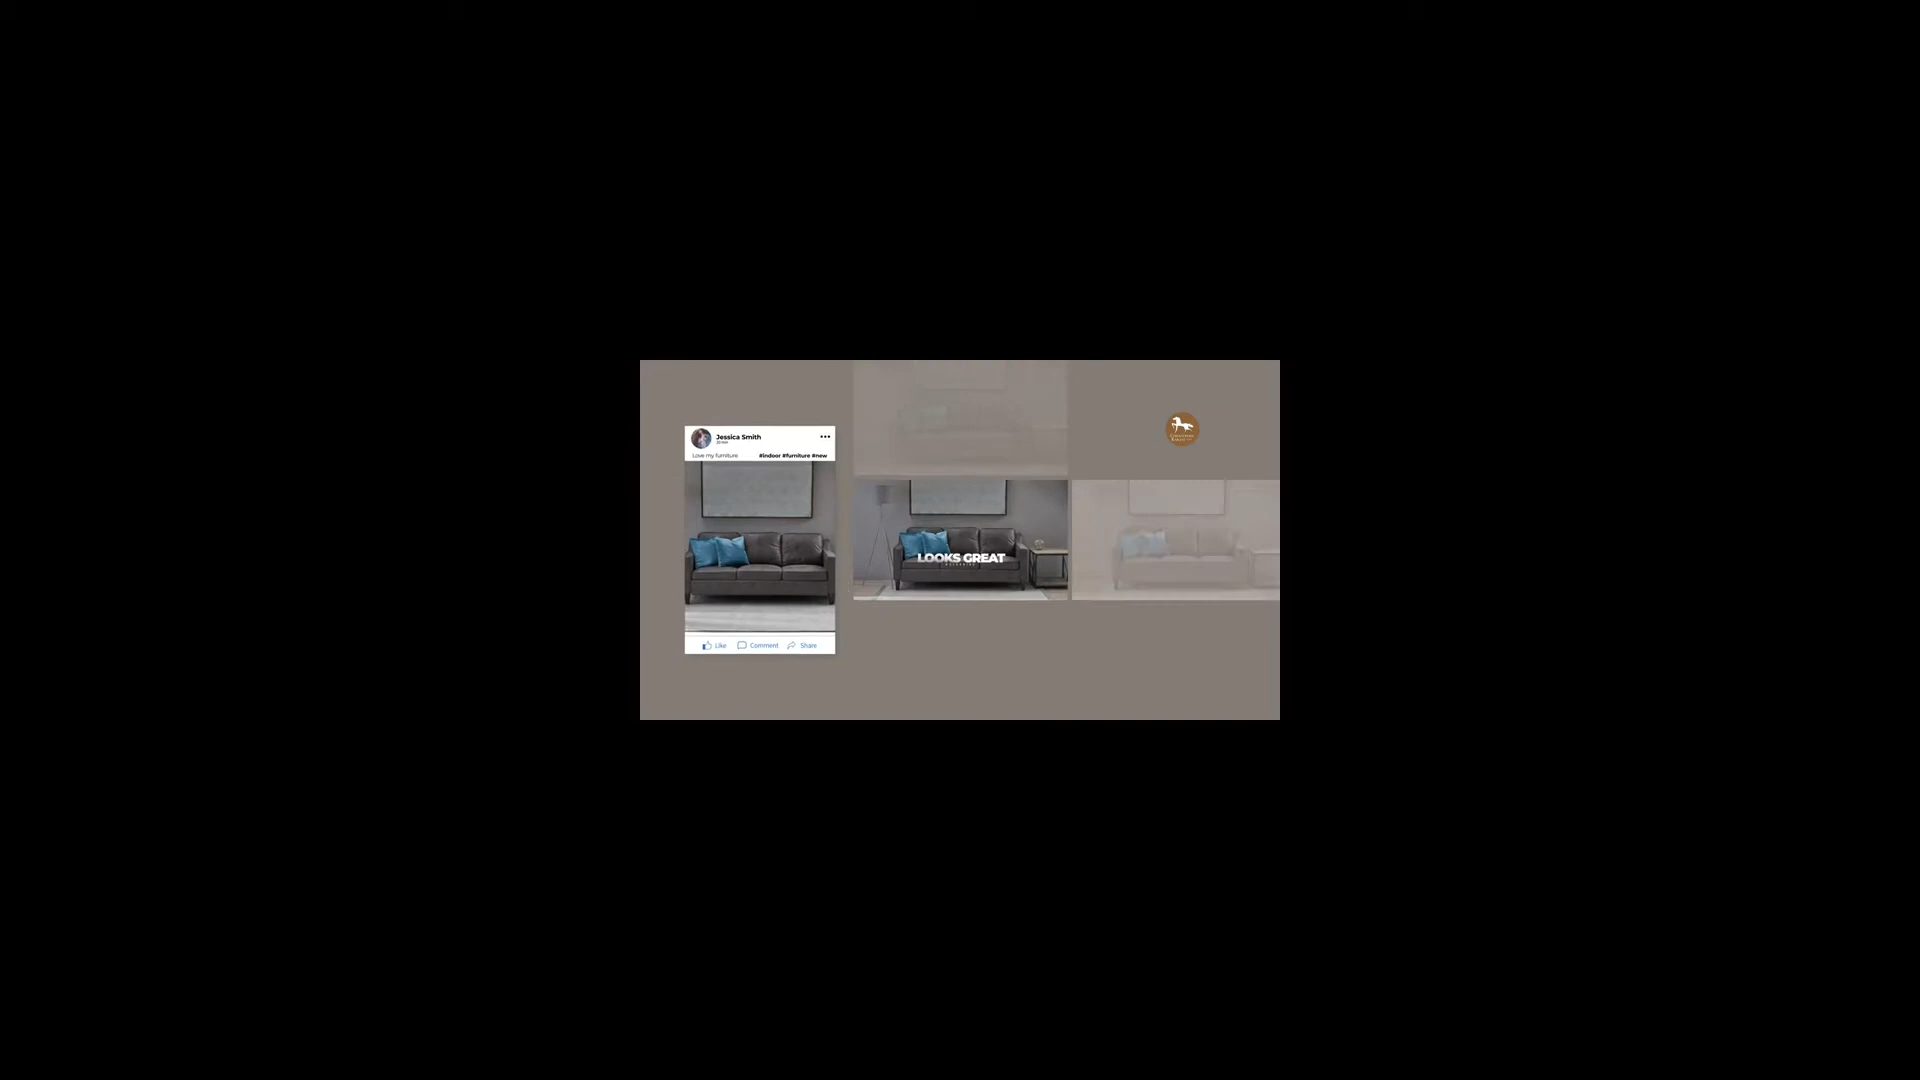 Jessica Smith
Love my furniture
#indoor #furniture #new
LOOKS GREAT
Like
Comment
Share